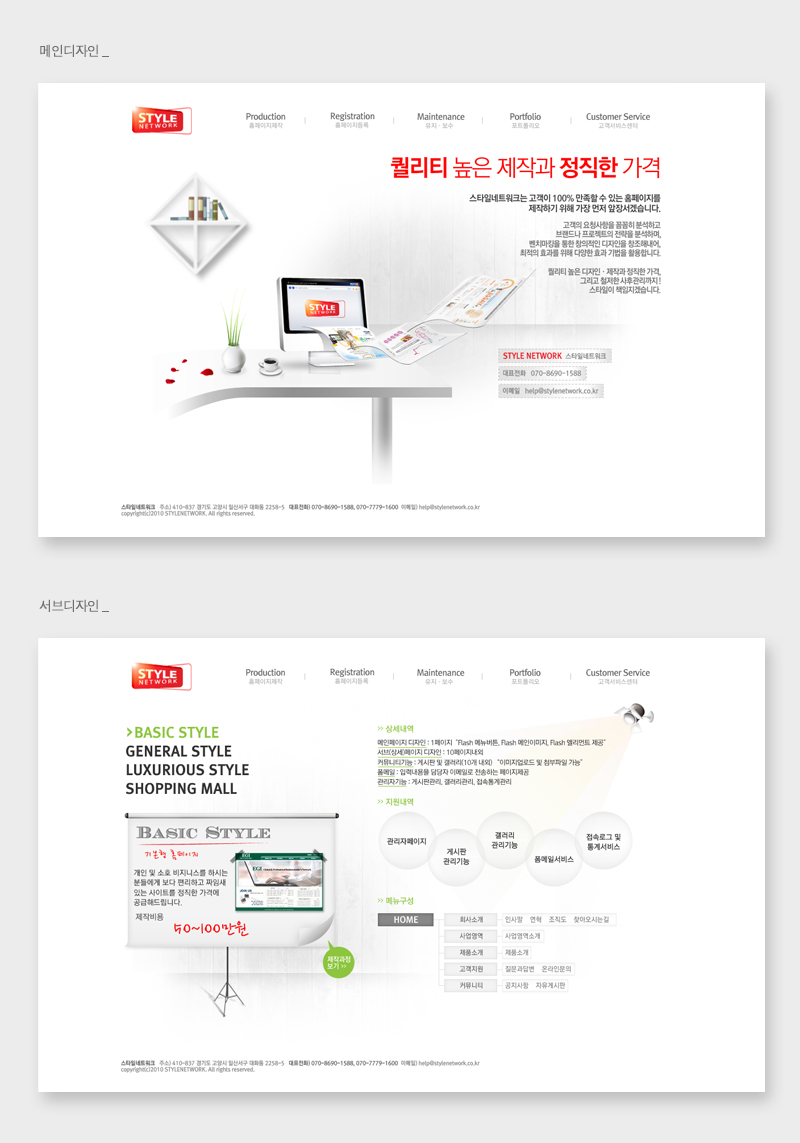 메인디자인 _
STYLE
NETWORK
Production
홈페이지제작
Registration
홈페이지등록
Maintenance
유지 · 보수
Portfolio
포트폴리오
Customer Service
고객서비스센터
퀄리티 높은 제작과 정직한 가격
스타일네트워크는 고객이 100% 만족할 수 있는 홈페이지를
제작하기 위해 가장 먼저 앞장서겠습니다.
고객의 요청사항을 꼼꼼히 분석하고
브랜드나 프로젝트의 전략을 분석하며,
벤치마킹을 통한 창의적인 디자인을 창조해내어,
최적의 효과를 위해 다양한 효과 기법을 활용합니다.
퀄리티 높은 디자인 · 제작과 정직한 가격,
그리고 철저한 사후관리까지 !
스타일이 책임지겠습니다.
STYLE
NETWORK
STYLE NETWORK 스타일네트워크
대표전화 070-8690-1588
이메일 help@stylenetwork.co.kr
스타일네트워크 주소) 410-837 경기도 고양시 일산서구 대화동 2258-5 대표전화) 070-8690-1588, 070-7779-1600 이메일) help@stylenetwork.co.kr
copyright(c)2010 STYLENETWORK. All rights reserved.
서브디자인 _
STYLE
NETWORK
Production
홈페이지제작
Registration
홈페이지등록
Maintenance
유지 · 보수
Portfolio
포트폴리오
Customer Service
고객서비스센터
>BASIC STYLE
GENERAL STYLE
LUXURIOUS STYLE
SHOPPING MALL
BASIC STYLE
기본형 홈페이지
개인 및 소호 비지니스를 하시는
분들에게 보다 편리하고 짜임새
있는 사이트를 정직한 가격에
공급해드립니다.
제작비용
50~100만원
EGI
제작과정
보기 >>
>> 상세내역
메인페이지 디자인 : 1페이지 "Flash 메뉴버튼, Flash 메인이미지, Flash 엘리먼트 제공"
서브(상세)페이지 디자인 : 10페이지내외
커뮤니티기능 : 게시판 및 갤러리(10개 내외) "이미지업로드 및 첨부파일 가능"
폼메일 : 입력내용을 담당자 이메일로 전송하는 페이지제공
관리자기능 : 게시판관리, 갤러리관리, 접속통계관리
>> 지원내역
관리자페이지
게시판
관리기능
갤러리
관리기능
폼메일서비스
접속로그 및
통계서비스
>> 메뉴구성
HOME
회사소개 인사말 연혁 조직도 찾아오시는길
사업영역 사업영역소개
제품소개 제품소개
고객지원 질문과답변 온라인문의
커뮤니티 공지사항 자유게시판
스타일네트워크 주소) 410-837 경기도 고양시 일산서구 대화동 2258-5 대표전화) 070-8690-1588, 070-7779-1600 이메일) help@stylenetwork.co.kr
copyright(c)2010 STYLENETWORK. All rights reserved.